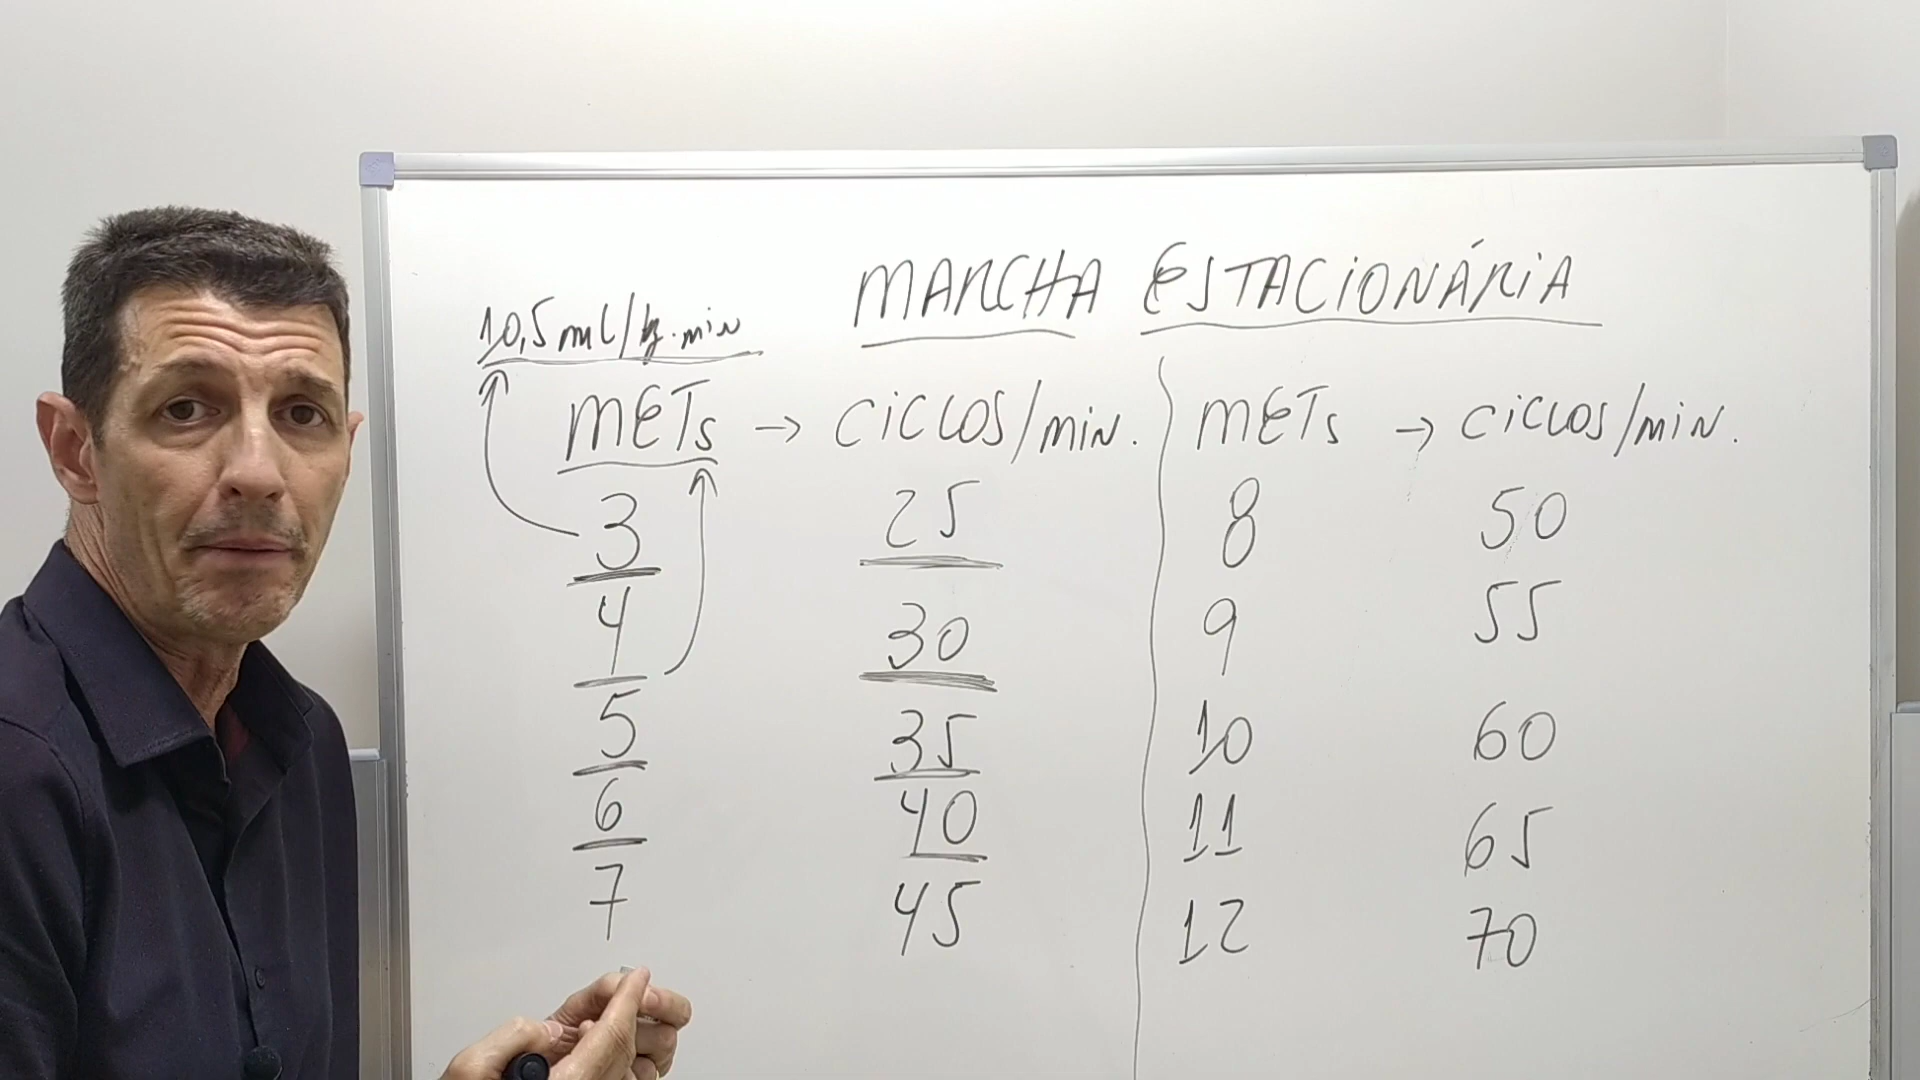 MARCHA ESTACIONÁRIA
10,5 ml/kg.min
METs → CICLOS/min. METs → CICLOS/min.
3 25 8 50
4 30 9 55
5 35 10 60
6 40 11 65
7 45 12 70